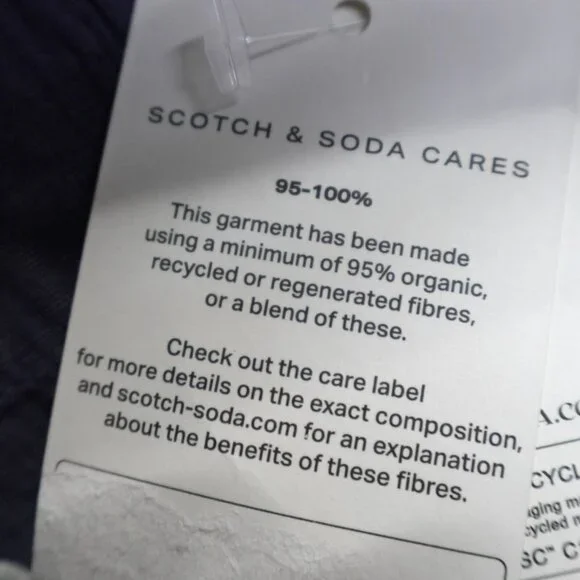 SCOTCH & SODA CARES
95-100%
This garment has been made
using a minimum of 95% organic,
recycled or regenerated fibres,
or a blend of these.
Check out the care label
for more details on the exact composition,
and scotch-soda.com for an explanation
about the benefits of these fibres.